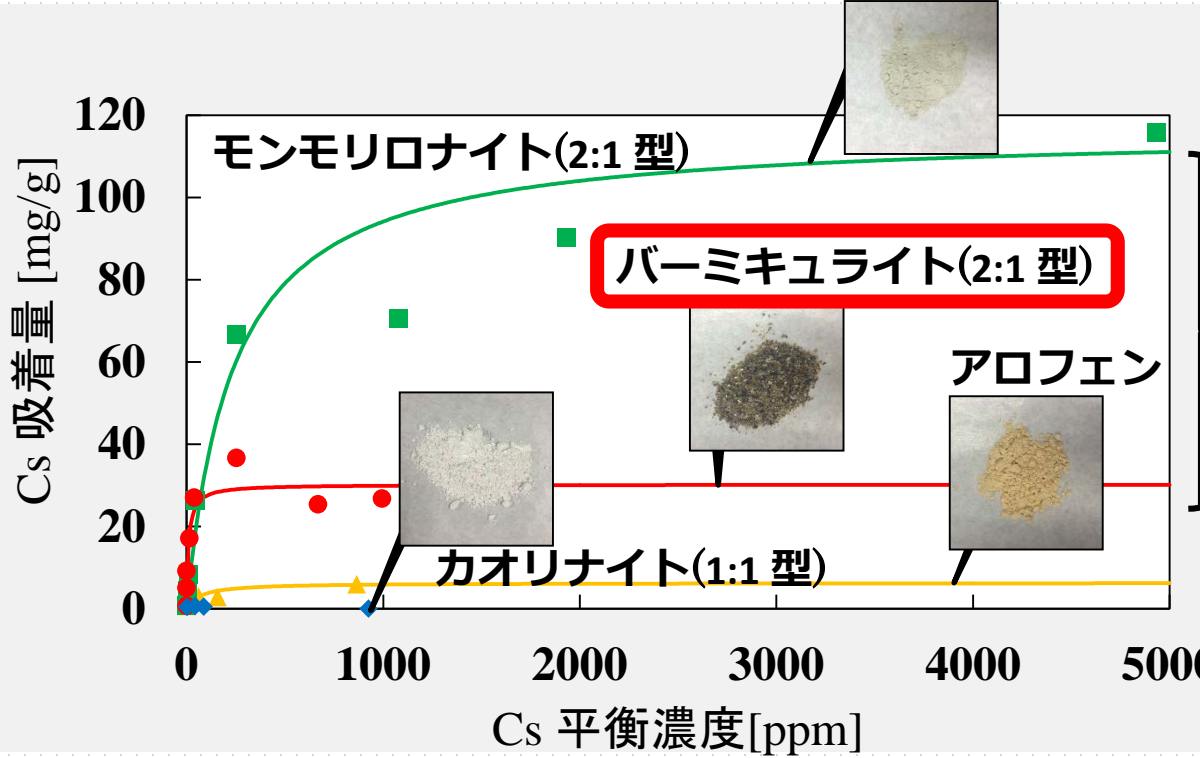 120
100
80
60
40
20
0
Cs 吸着量 [mg/g]
モンモリロナイト(2:1 型)
バーミキュライト(2:1 型)
アロフェン
カオリナイト(1:1 型)
0 1000 2000 3000 4000 500
Cs 平衡濃度[ppm]